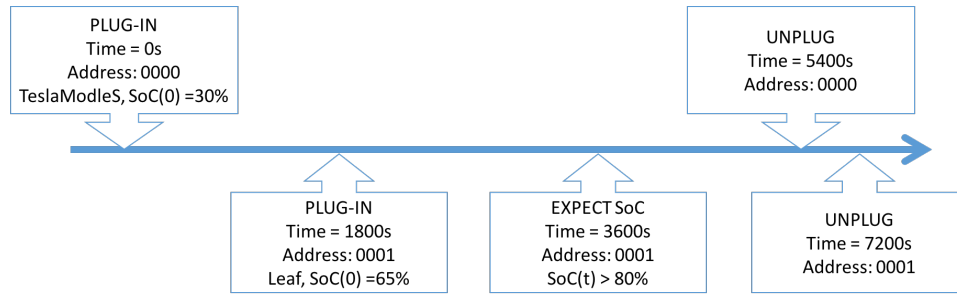 PLUG-IN
Time = 0s
Address: 0000
TeslaModleS, SoC(0) =30%
UNPLUG
Time = 5400s
Address: 0000
PLUG-IN
Time = 1800s
Address: 0001
Leaf, SoC(0) =65%
EXPECT SoC
Time = 3600s
Address: 0001
SoC(t) > 80%
UNPLUG
Time = 7200s
Address: 0001